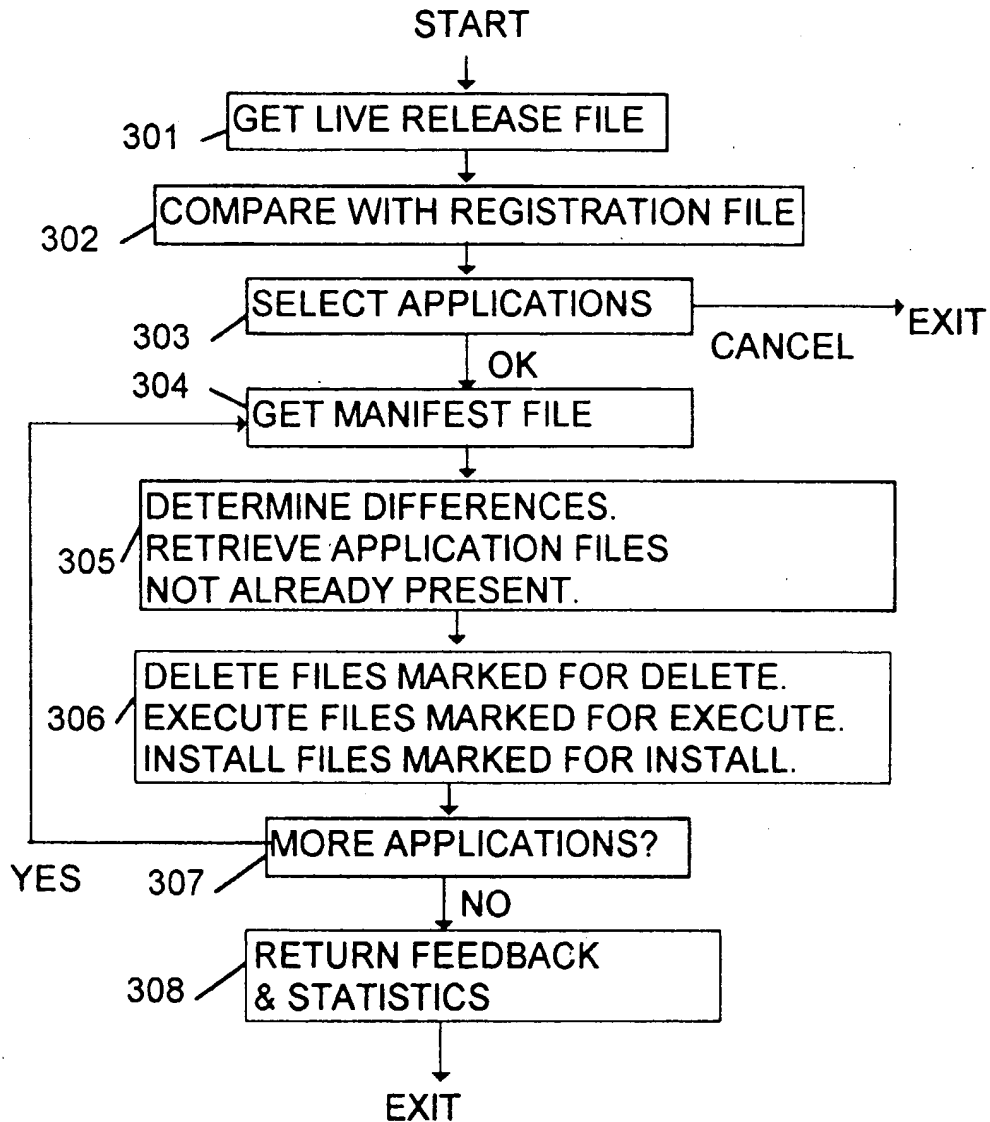 START
301
GET LIVE RELEASE FILE
302
COMPARE WITH REGISTRATION FILE
303
SELECT APPLICATIONS
EXIT
CANCEL
OK
304
GET MANIFEST FILE
305
DETERMINE DIFFERENCES.
RETRIEVE APPLICATION FILES
NOT ALREADY PRESENT.
306
DELETE FILES MARKED FOR DELETE.
EXECUTE FILES MARKED FOR EXECUTE.
INSTALL FILES MARKED FOR INSTALL.
MORE APPLICATIONS?
YES
307
NO
308
RETURN FEEDBACK
& STATISTICS
EXIT